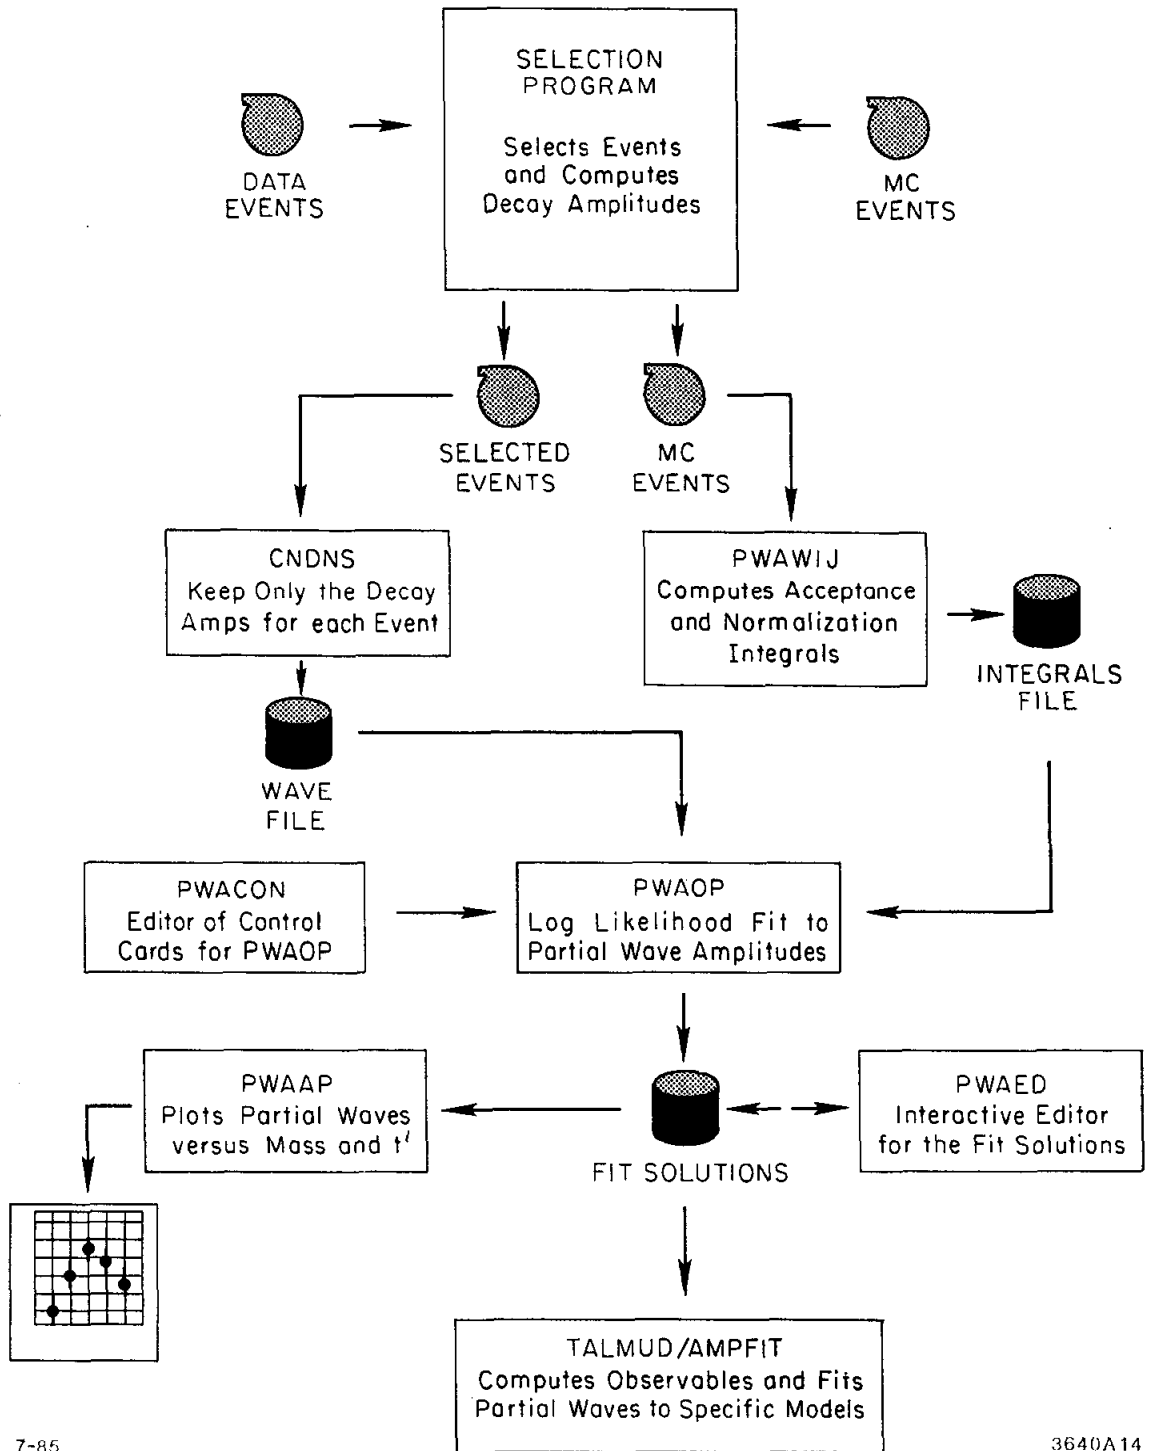 SELECTION
PROGRAM
Selects Events
and Computes
Decay Amplitudes
DATA
EVENTS
MC
EVENTS
SELECTED
EVENTS
MC
EVENTS
CNDNS
Keep Only the Decay
Amps for each Event
PWAWIJ
Computes Acceptance
and Normalization
Integrals
INTEGRALS
FILE
WAVE
FILE
PWACON
Editor of Control
Cards for PWAOP
PWAOP
Log Likelihood Fit to
Partial Wave Amplitudes
PWAAP
Plots Partial Waves
versus Mass and t'
FIT SOLUTIONS
PWAED
Interactive Editor
for the Fit Solutions
TALMUD/AMPFIT
Computes Observables and Fits
Partial Waves to Specific Models
7-85
3640A14